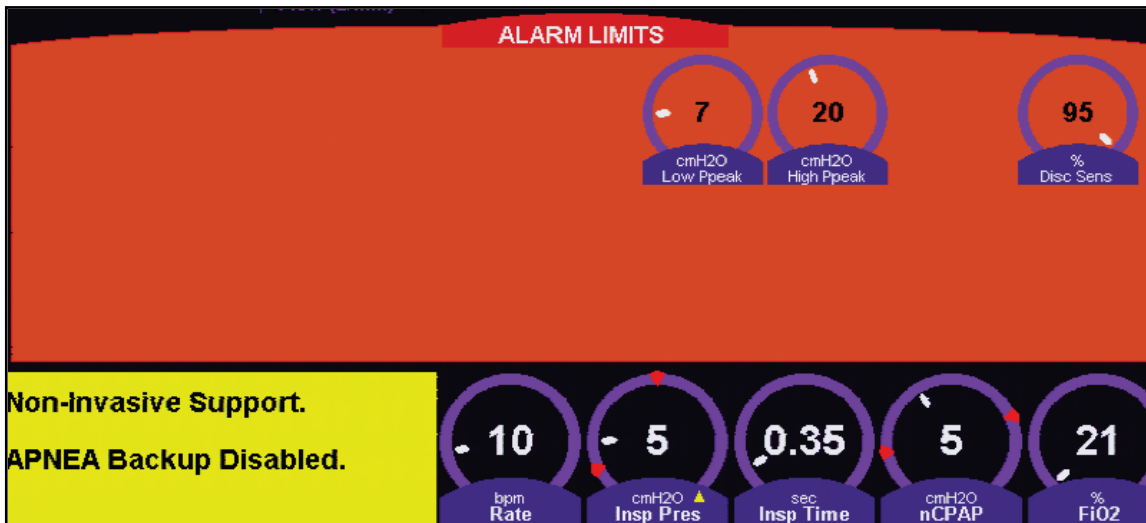 ALARM LIMITS
7
cmH2O
Low Ppeak
20
cmH2O
High Ppeak
95
%
Disc Sens
Non-Invasive Support.
APNEA Backup Disabled.
10
bpm
Rate
5
cmH2O
Insp Pres
0.35
sec
Insp Time
5
cmH2O
nCPAP
21
%
FiO2